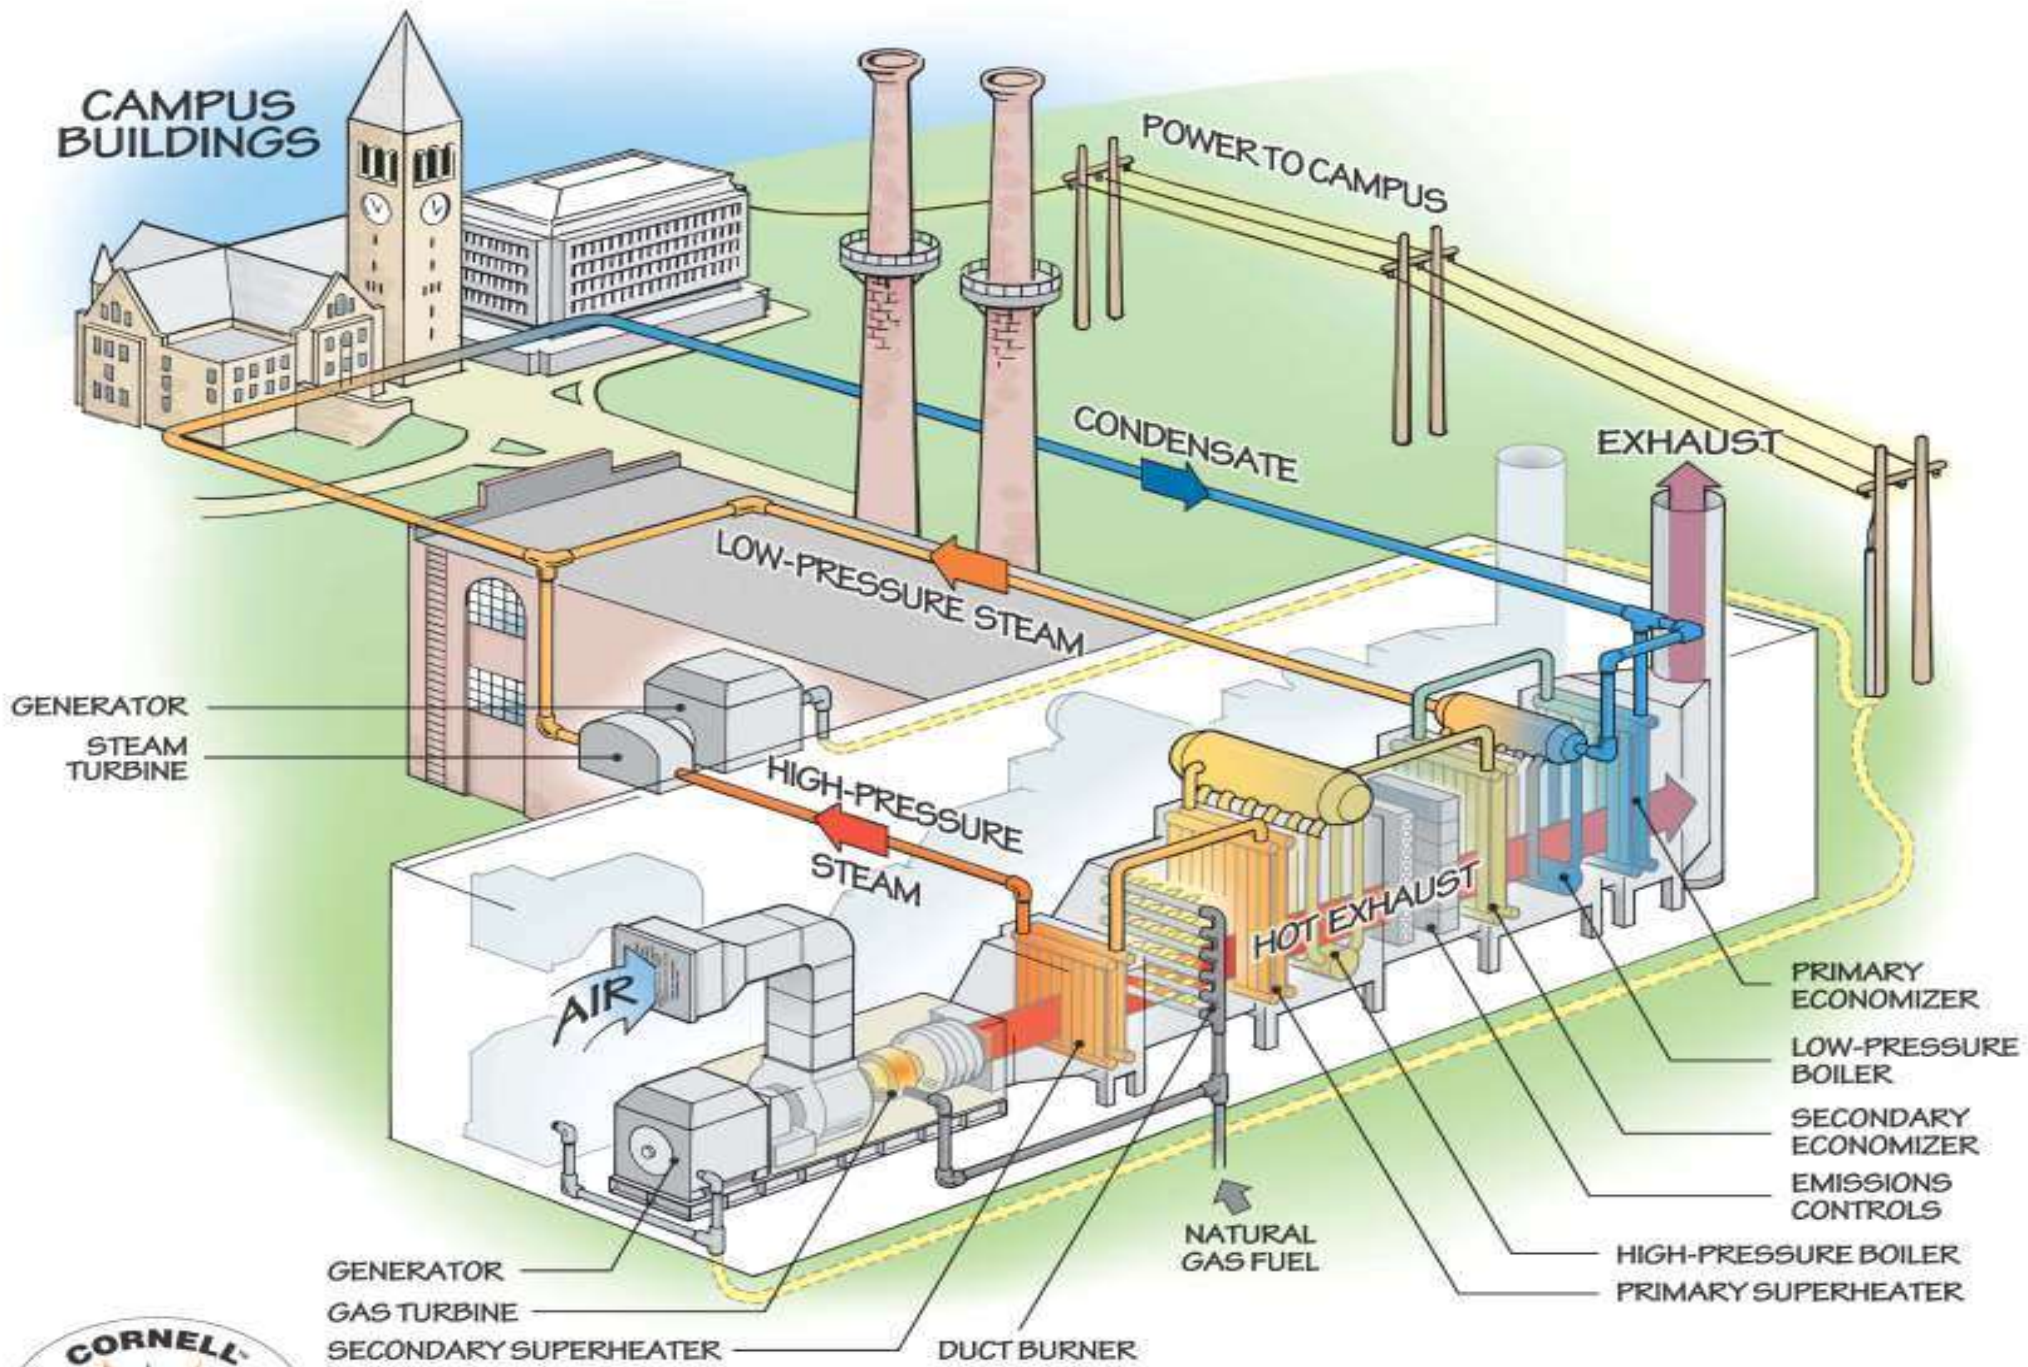 CAMPUS
BUILDINGS
POWER TO CAMPUS
CONDENSATE
EXHAUST
LOW-PRESSURE STEAM
GENERATOR
STEAM
TURBINE
HIGH-PRESSURE
STEAM
AIR
HOT EXHAUST
PRIMARY
ECONOMIZER
LOW-PRESSURE
BOILER
SECONDARY
ECONOMIZER
EMISSIONS
CONTROLS
HIGH-PRESSURE BOILER
PRIMARY SUPERHEATER
NATURAL
GAS FUEL
GENERATOR
GAS TURBINE
SECONDARY SUPERHEATER
DUCT BURNER
CORNELL™